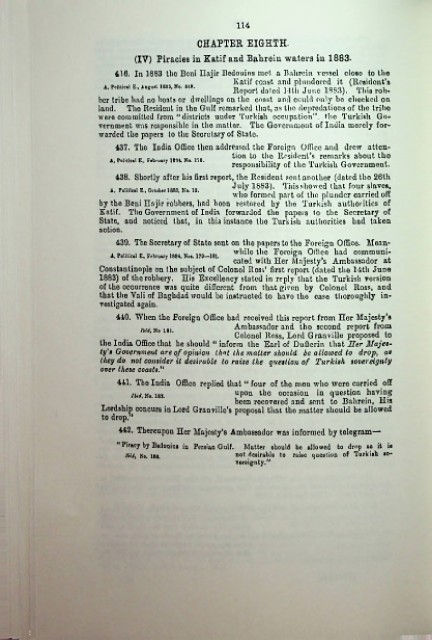 114
CHAPTER EIGHTH.
(IV) Piracies in Katif and Bahrein waters in 1883.
416. In 1883 the Beni Hajir Bedouins met a Bahrein vessel close to the
Katif coast and plundered it (Resident's
A, Political E., August 1883, No.
Report dated 14th June 1883). This rob-
ber tribe had no boats or dwellings on the coast and could only be checked on
land. The Resident in the Gulf remarked that, as the depredations of the tribe
were committed from "districts under Turkish occupation", the Turkish Go-
vernment was responsible in the matter. The Government of India merely for-
warded the papers to the Secretary of State.
437. The India Office then addressed the Foreign Office and drew atten-
tion to the Resident's remarks about the
A, Political E., February 1884, No.
responsibility of the Turkish Government.
438. Shortly after his first report, the Resident sent another (dated the 26th
July 1883). This showed that four slaves,
A, Political E., October 1883, No. 12.
who formed part of the plunder carried off
by the Beni Hajir robbers, had been restored by the Turkish authorities of
Katif. The Government of India forwarded the papers to the Secretary of
State, and noticed that, in this instance the Turkish authorities had taken
action.
439. The Secretary of State sent on the papers to the Foreign Office. Mean-
while the Foreign Office had communi-
A, Political E., February 1884, Nos. 179—181.
cated with Her Majesty's Ambassador at
Constantinople on the subject of Colonel Ross' first report (dated the 14th June
1883) of the robbery. His Excellency stated in reply that the Turkish version
of the occurrence was quite different from that given by Colonel Ross, and
that the Vali of Baghdad would be instructed to have the case thoroughly in-
vestigated again.
440. When the Foreign Office had received this report from Her Majesty's
Ambassador and the second report from
Ibid, No. 181.
Colonel Ross, Lord Granville proposed to
the India Office that he should "inform the Earl of Dufferin that Her Majes-
ty's Government are of opinion that the matter should be allowed to drop, as
they do not consider it desirable to raise the question of Turkish sovereignty
over these coasts."
441. The India Office replied that "four of the men who were carried off
upon the occasion in question having
Ibid, No. 182.
been recovered and sent to Bahrein, His
Lordship concurs in Lord Granville's proposal that the matter should be allowed
to drop."
442. Thereupon Her Majesty's Ambassador was informed by telegram—
"Piracy by Bedouins in Persian Gulf. Matter should be allowed to drop as it is
not desirable to raise question of Turkish so-
Ibid, No.
vereignty."